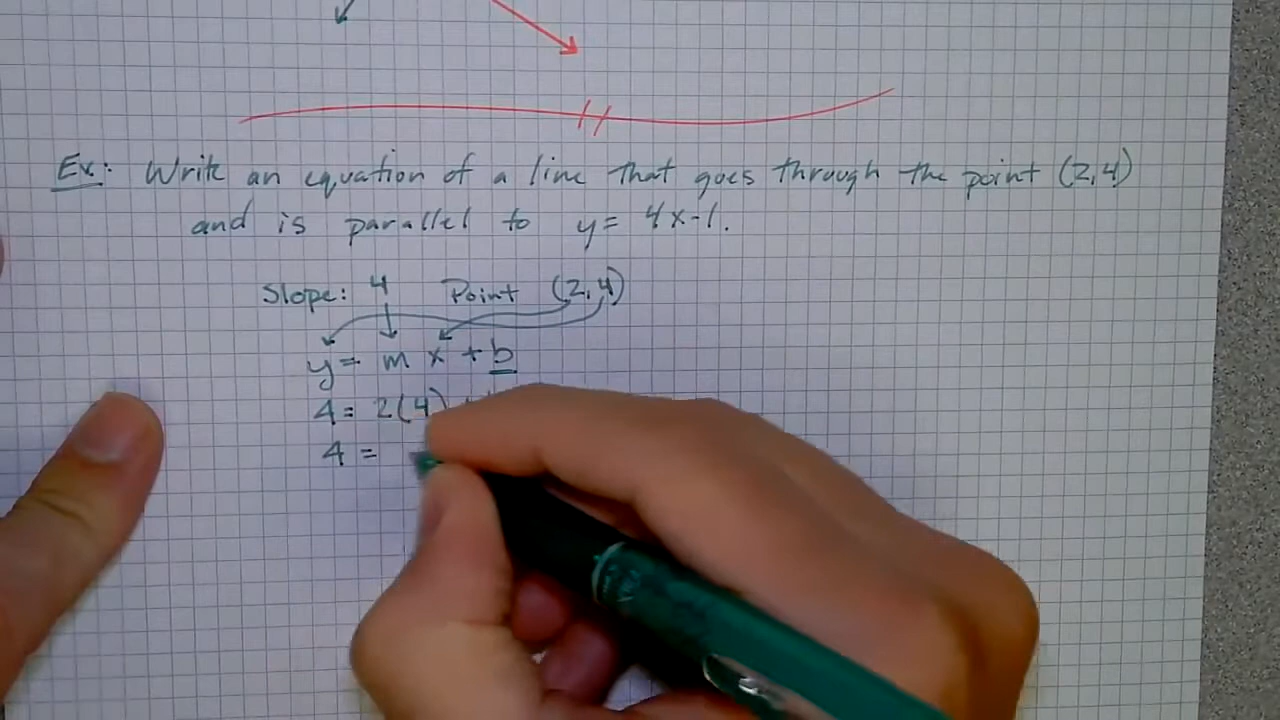 Ex: Write an equation of a line that goes through the point (2,4)
and is parallel to y= 4x-1.
Slope: 4 Point (2,4)
y= m x + b
4= 2(4) +
4 =